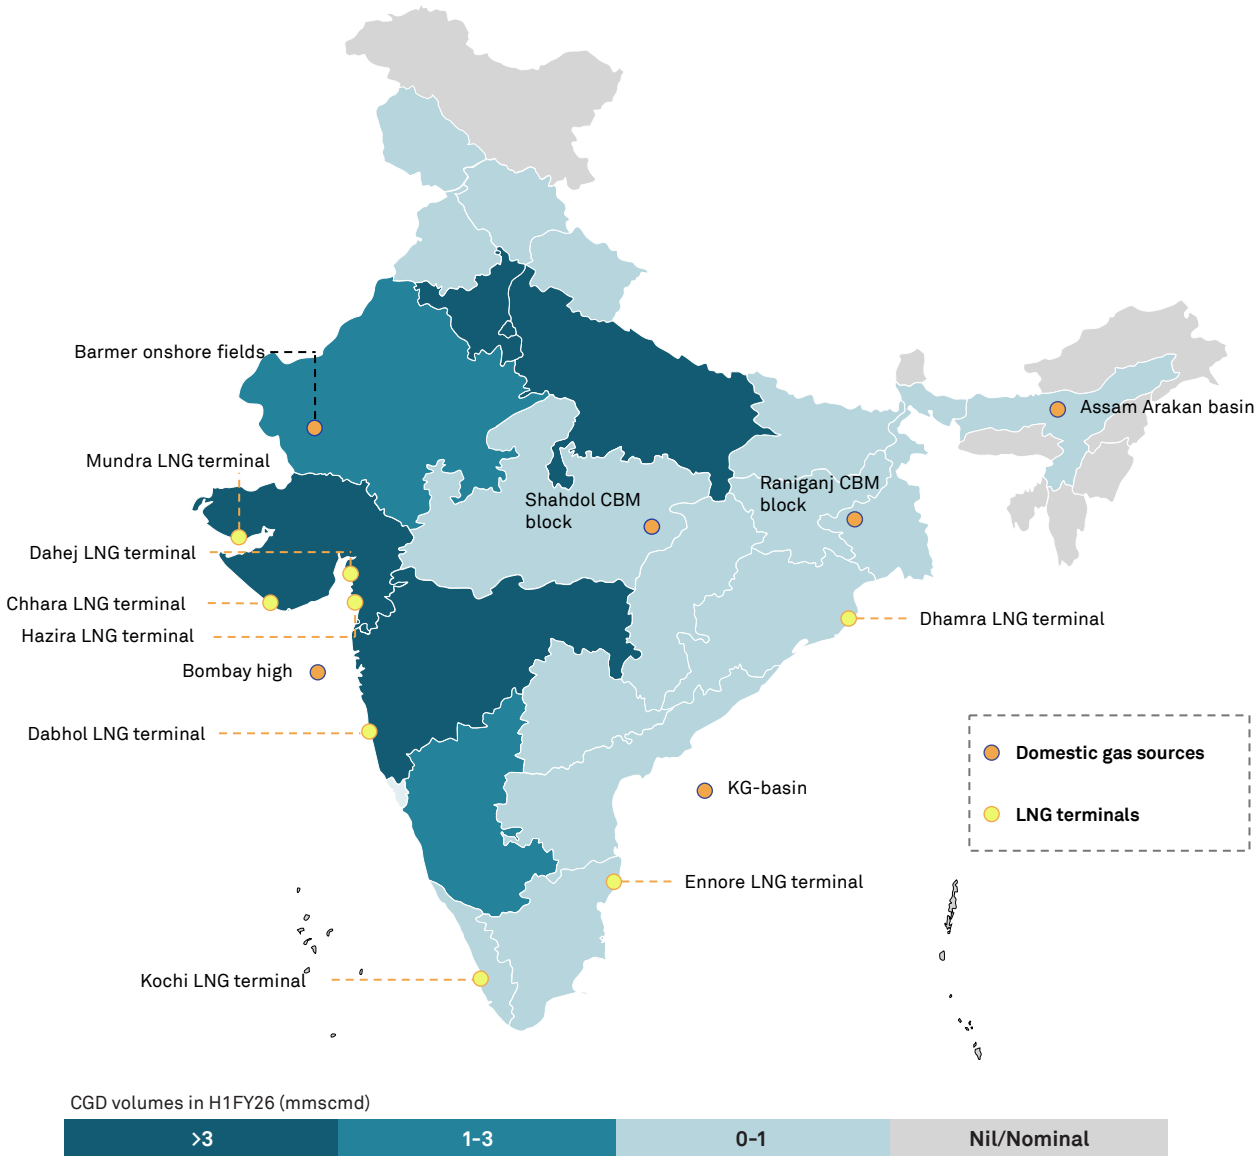 Barmer onshore fields
Assam Arakan basin
Mundra LNG terminal
Shahdol CBM
block
Raniganj CBM
block
Dahej LNG terminal
Chhara LNG terminal
Hazira LNG terminal
Dhamra LNG terminal
Bombay high
Dabhol LNG terminal
Domestic gas sources
KG-basin
LNG terminals
Ennore LNG terminal
Kochi LNG terminal
CGD volumes in H1FY26 (mmscmd)
>3
1-3
0-1
Nil/Nominal